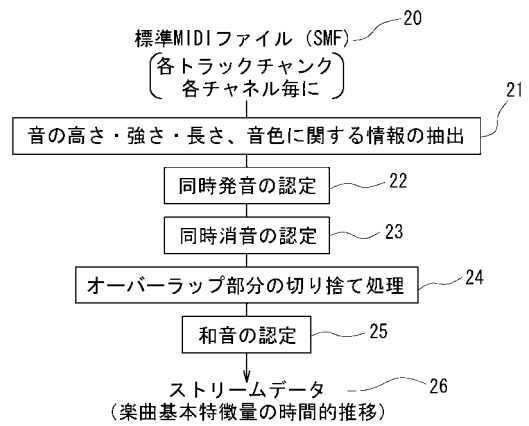 標準MIDIファイル(SMF) 20
各トラックチャンク
各チャネル毎に
21
音の高さ・強さ・長さ、音色に関する情報の抽出
同時発音の認定 22
同時消音の認定 23
オーバーラップ部分の切り捨て処理 24
和音の認定 25
ストリームデータ 26
(楽曲基本特徴量の時間的推移)